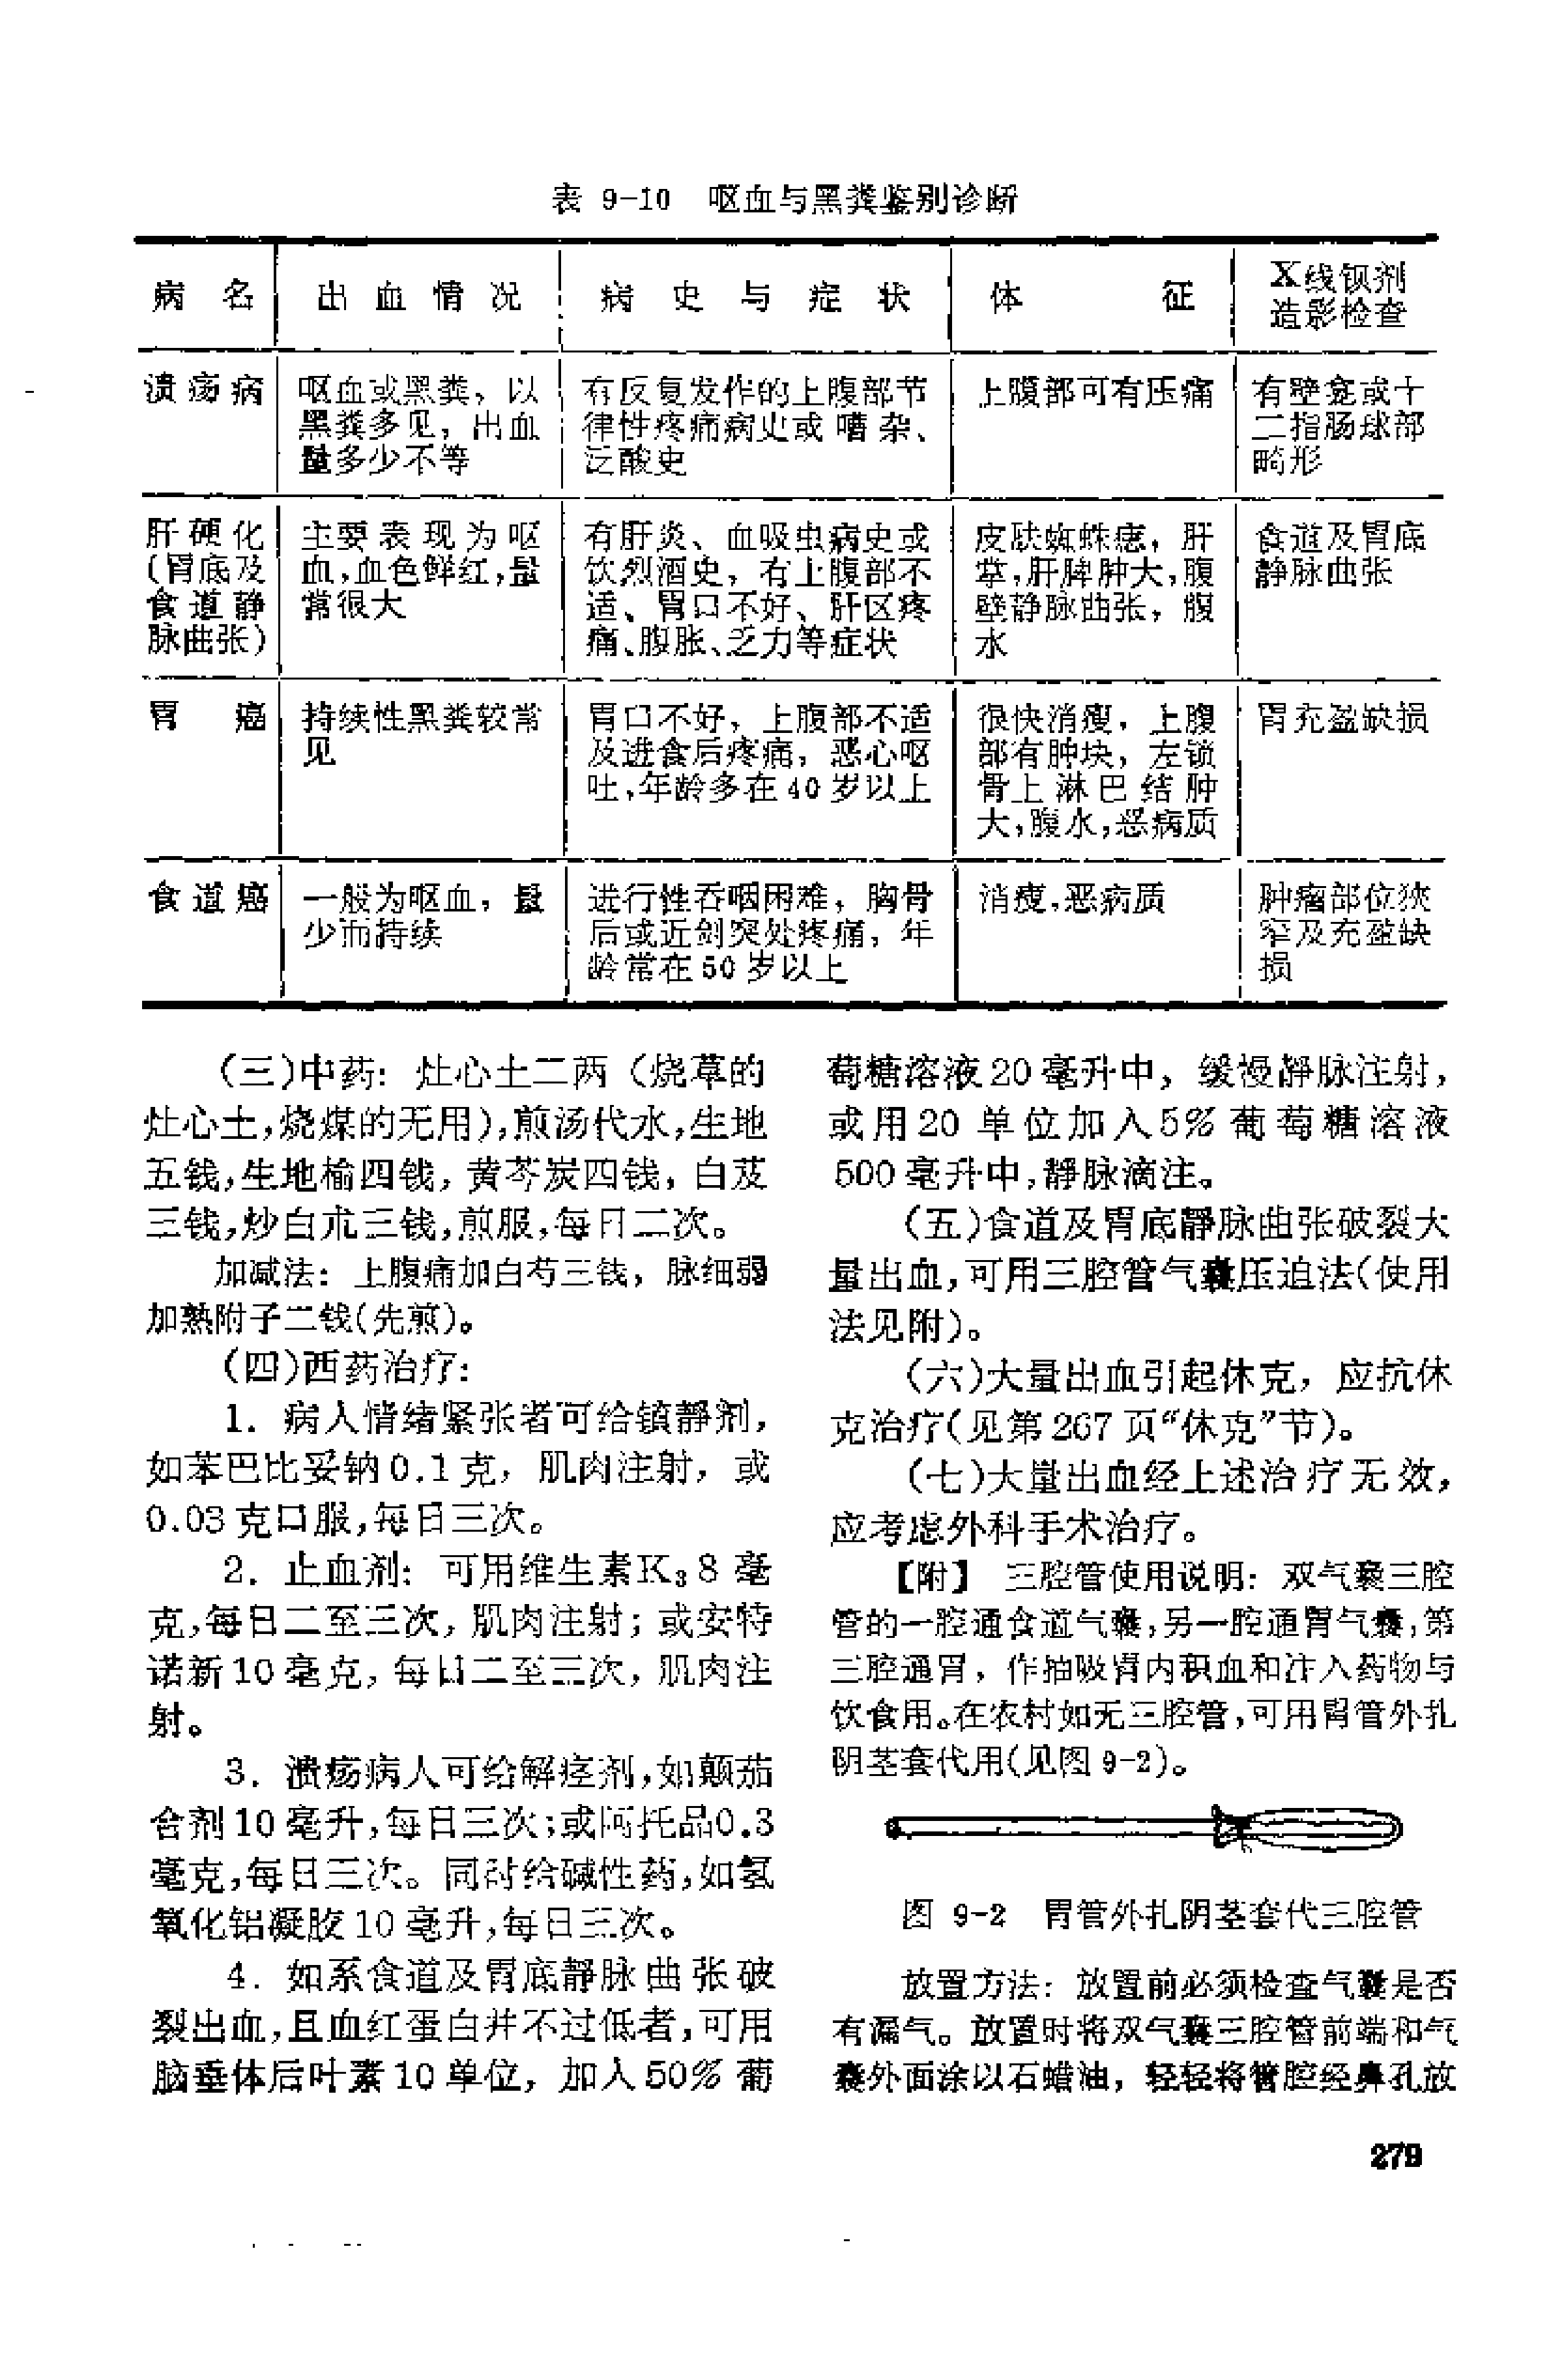 表 9-10 呕血与黑粪鉴别诊断
病 名
出 血 情 况
病 史 与 症 状
体 征
X线钡剂
造影检查
溃疡病
呕血或黑粪，以
黑粪多见，出血
量多少不等
有反复发作的上腹部节
律性疼痛病史或嘈杂、
泛酸史
上腹部可有压痛
有壁龛或十
二指肠球部
畸形
肝硬化
(胃底及
食道静
脉曲张)
主要表现为呕
血,血色鲜红,量
常很大
有肝炎、血吸虫病史或
饮烈酒史，有上腹部不
适、胃口不好、肝区疼
痛、腹胀、乏力等症状
皮肤蜘蛛痣，肝
掌,肝脾肿大,腹
壁静脉曲张，腹
水
食道及胃底
静脉曲张
胃 癌
持续性黑粪较常
见
胃口不好，上腹部不适
及进食后疼痛，恶心呕
吐,年龄多在40岁以上
很快消瘦，上腹
部有肿块，左锁
骨上淋巴结肿
大,腹水,恶病质
胃充盈缺损
食道癌
一般为呕血，量
少而持续
进行性吞咽困难，胸骨
后或近剑突处疼痛，年
龄常在50岁以上
消瘦,恶病质
肿瘤部位狭
窄及充盈缺
损
(三)中药: 灶心土二两（烧草的
灶心土,烧煤的无用),煎汤代水,生地
五钱,生地榆四钱, 黄芩炭四钱, 白芨
三钱,炒白朮三钱,煎服,每日二次。
加减法: 上腹痛加白芍三钱，脉细弱
加熟附子二钱(先煎)。
(四)西药治疗:
1. 病人情绪紧张者可给镇静剂，
如苯巴比妥钠0.1克，肌肉注射，或
0.03克口服,每日三次。
2. 止血剂: 可用维生素K₃8毫
克,每日二至三次, 肌肉注射; 或安特
诺新10毫克，每日二至三次，肌肉注
射。
3. 溃疡病人可给解痉剂,如颠茄
合剂10毫升,每日三次;或阿托品0.3
毫克,每日三次。同时给碱性药,如氢
氧化铝凝胶10毫升,每日三次。
4. 如系食道及胃底静脉曲张破
裂出血,且血红蛋白并不过低者,可用
脑垂体后叶素10单位，加入50%葡
萄糖溶液20毫升中，缓慢静脉注射，
或用20单位加入5%葡萄糖溶液
500毫升中,静脉滴注。
(五)食道及胃底静脉曲张破裂大
量出血,可用三腔管气囊压迫法(使用
法见附)。
(六)大量出血引起休克，应抗休
克治疗(见第267页“休克”节)。
(七)大量出血经上述治疗无效，
应考虑外科手术治疗。
【附】 三腔管使用说明: 双气囊三腔
管的一腔通食道气囊,另一腔通胃气囊,第
三腔通胃，作抽吸胃内积血和注入药物与
饮食用。在农村如无三腔管,可用胃管外扎
阴茎套代用(见图9-2)。
图 9-2 胃管外扎阴茎套代三腔管
放置方法: 放置前必须检查气囊是否
有漏气。放置时将双气囊三腔管前端和气
囊外面涂以石蜡油，轻轻将管腔经鼻孔放
279